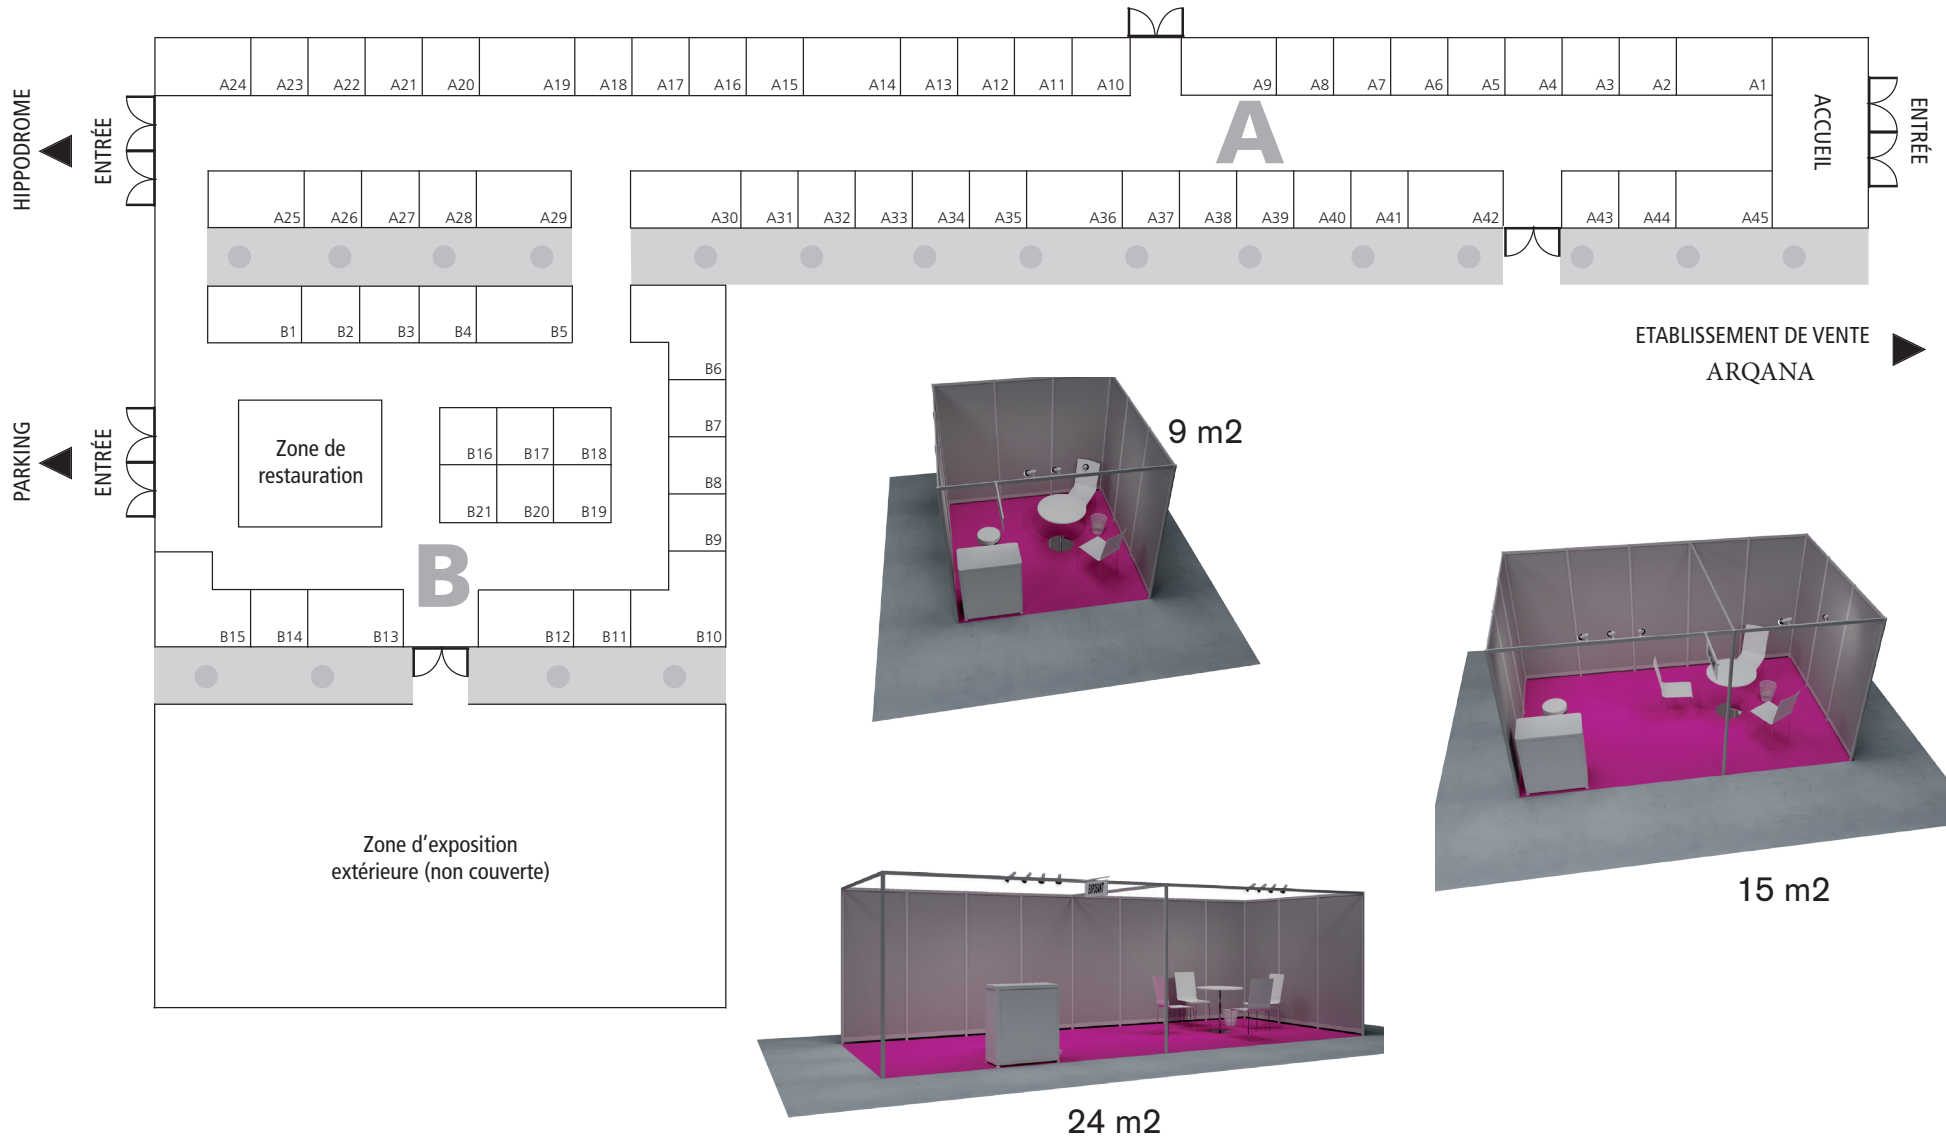 A24 A23 A22 A21 A20 A19 A18 A17 A16 A15 A14 A13 A12 A11 A10 A9 A8 A7 A6 A5 A4 A3 A2 A1
HIPPODROME
ENTRÉE
A
ACCUEIL
ENTRÉE
A25 A26 A27 A28 A29 A30 A31 A32 A33 A34 A35 A36 A37 A38 A39 A40 A41 A42 A43 A44 A45
B1 B2 B3 B4 B5
ETABLISSEMENT DE VENTE
ARQANA
B6
B7
B8
B9
PARKING
ENTRÉE
Zone de
restauration
B16 B17 B18
B21 B20 B19
B
B15 B14 B13 B12 B11 B10
Zone d'exposition
extérieure (non couverte)
9 m2
15 m2
EXPOSANT
24 m2